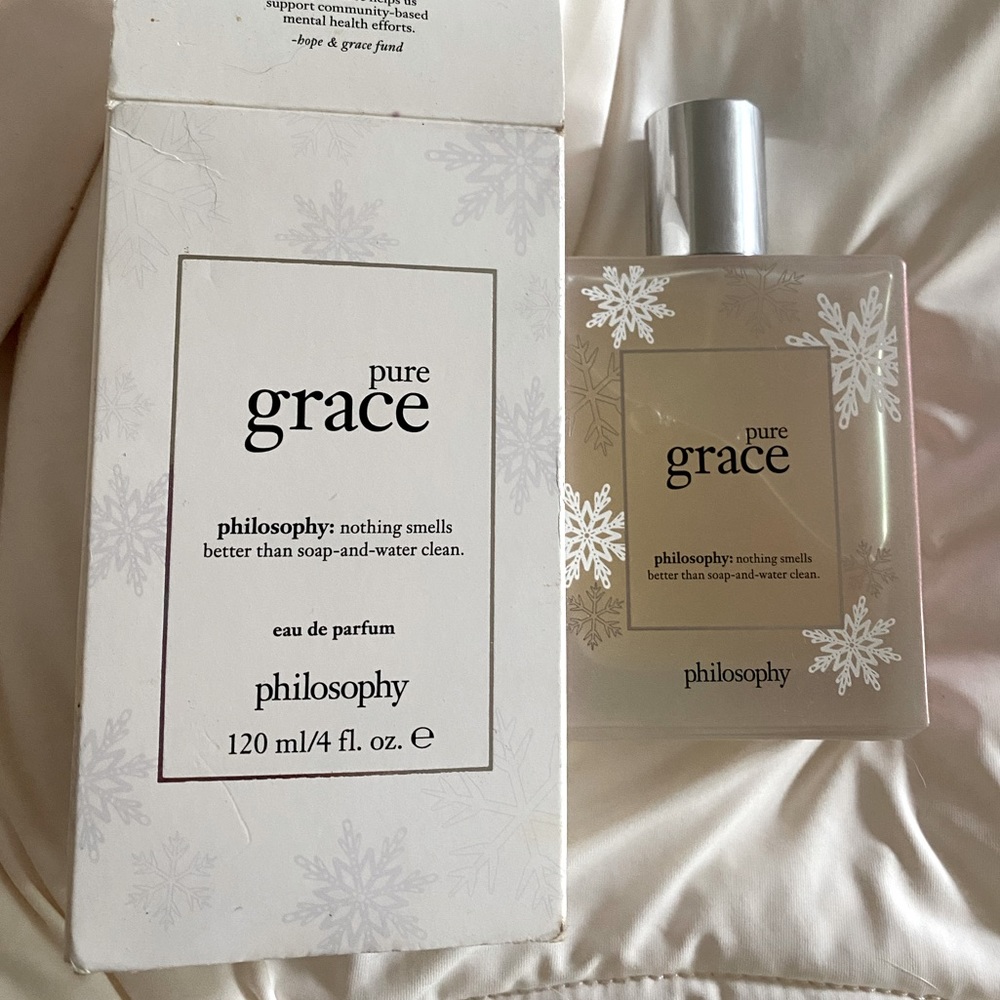 helps us
support community-based
mental health efforts.
-hope & grace fund
pure
grace
philosophy: nothing smells
better than soap-and-water clean.
eau de parfum
philosophy
120 ml/4 fl. oz. ℮
pure
grace
philosophy: nothing smells
better than soap-and-water clean.
philosophy